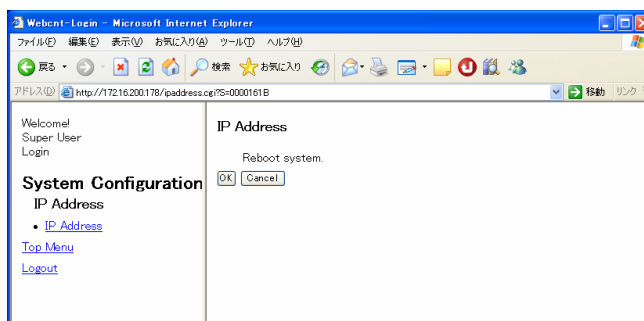 Webcnt-Login - Microsoft Internet Explorer
ファイル(F) 編集(E) 表示(V) お気に入り(A) ツール(T) ヘルプ(H)
戻る 検索 お気に入り
アドレス(D) http://172.16.200.178/ipaddress.cgi?S=0000161B 移動 リンク
Welcome!
Super User
Login
System Configuration
IP Address
• IP Address
Top Menu
Logout
IP Address
Reboot system.
OK Cancel